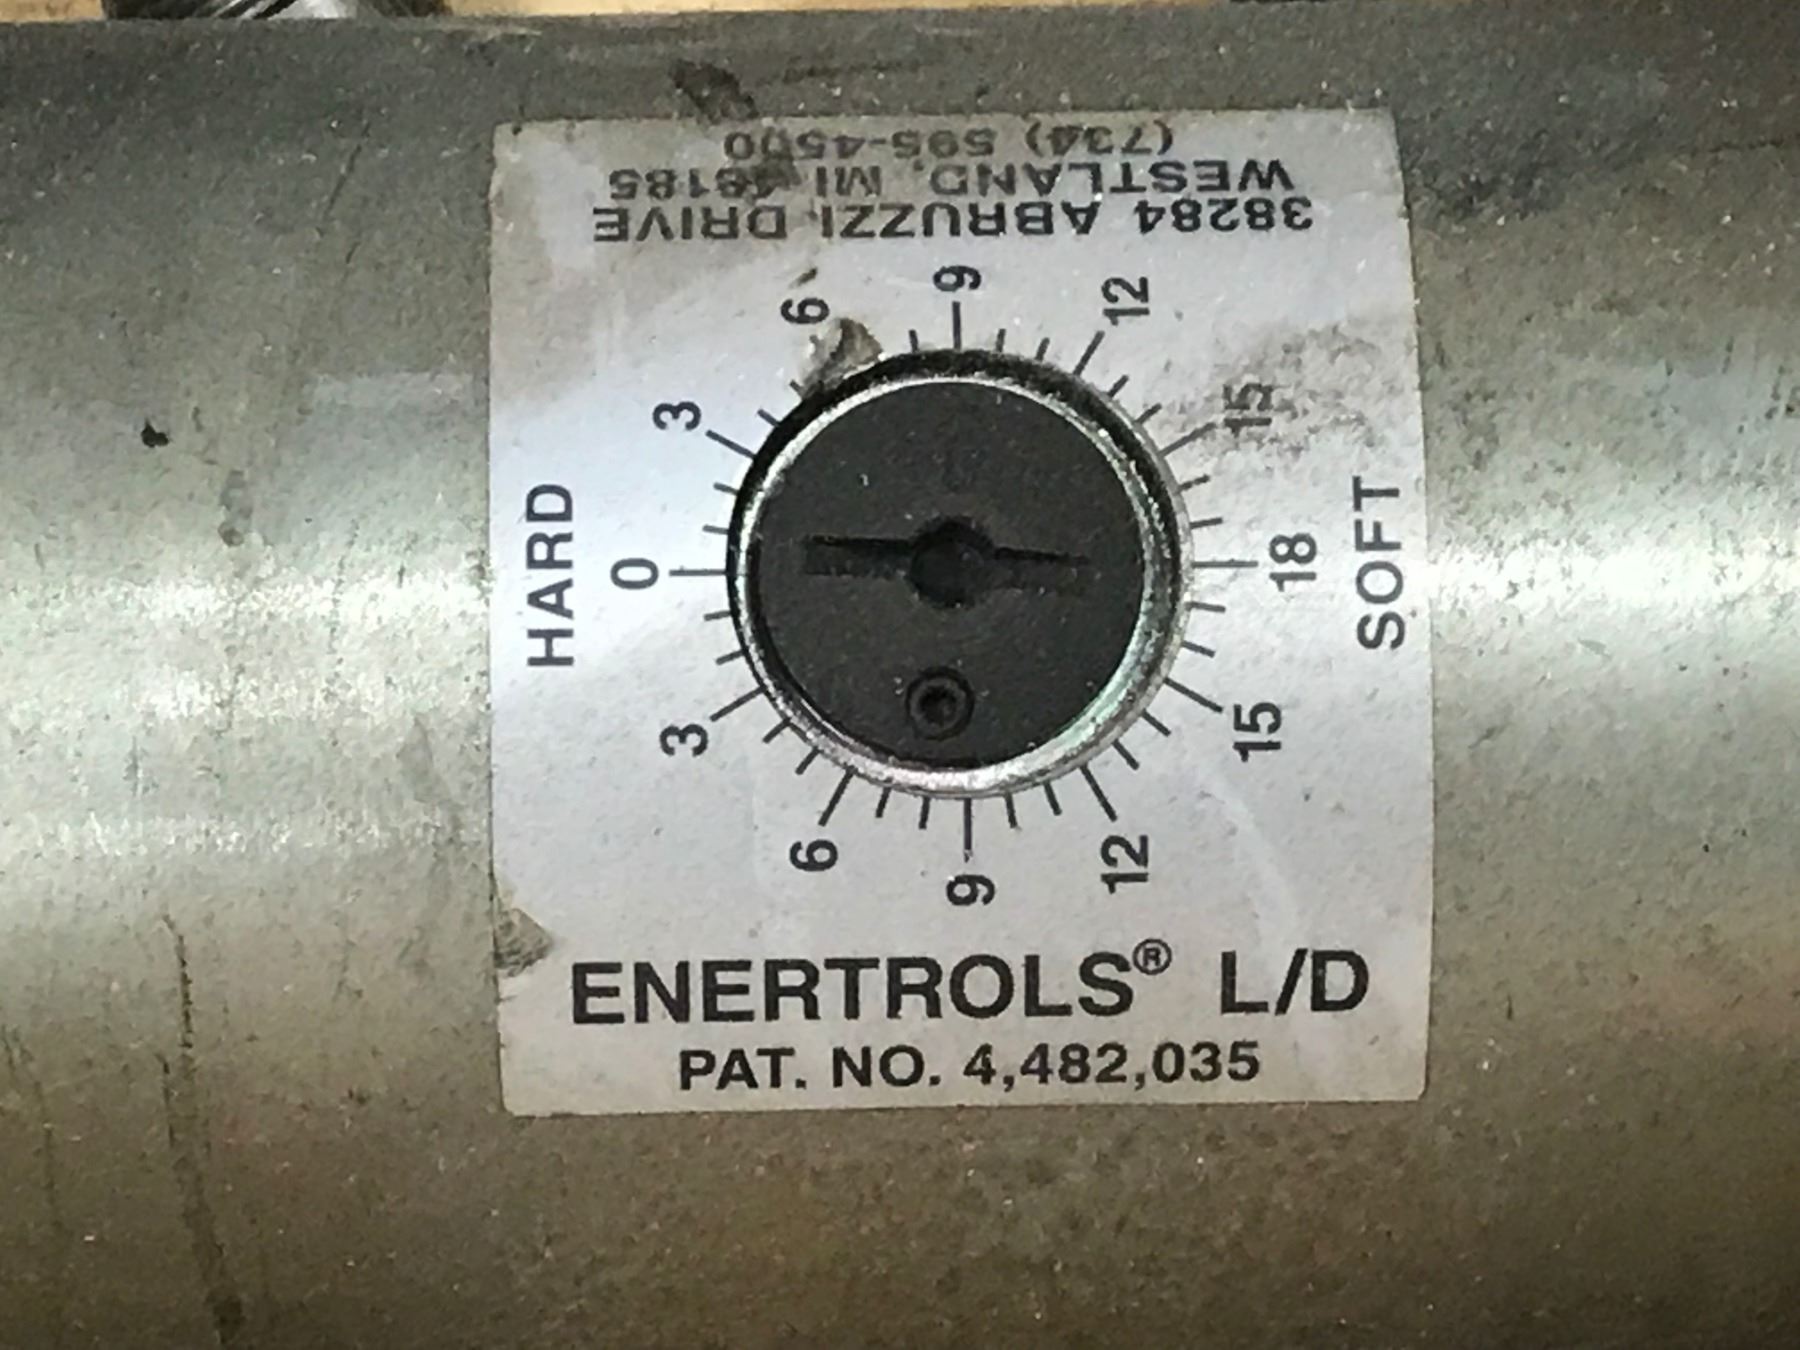 38284 ABRUZZI DRIVE
WESTLAND, MI 48185
(734) 595-4500
9
6 12
3 15
HARD 0 18 SOFT
3 15
6 12
9
ENERTROLS® L/D
PAT. NO. 4,482,035